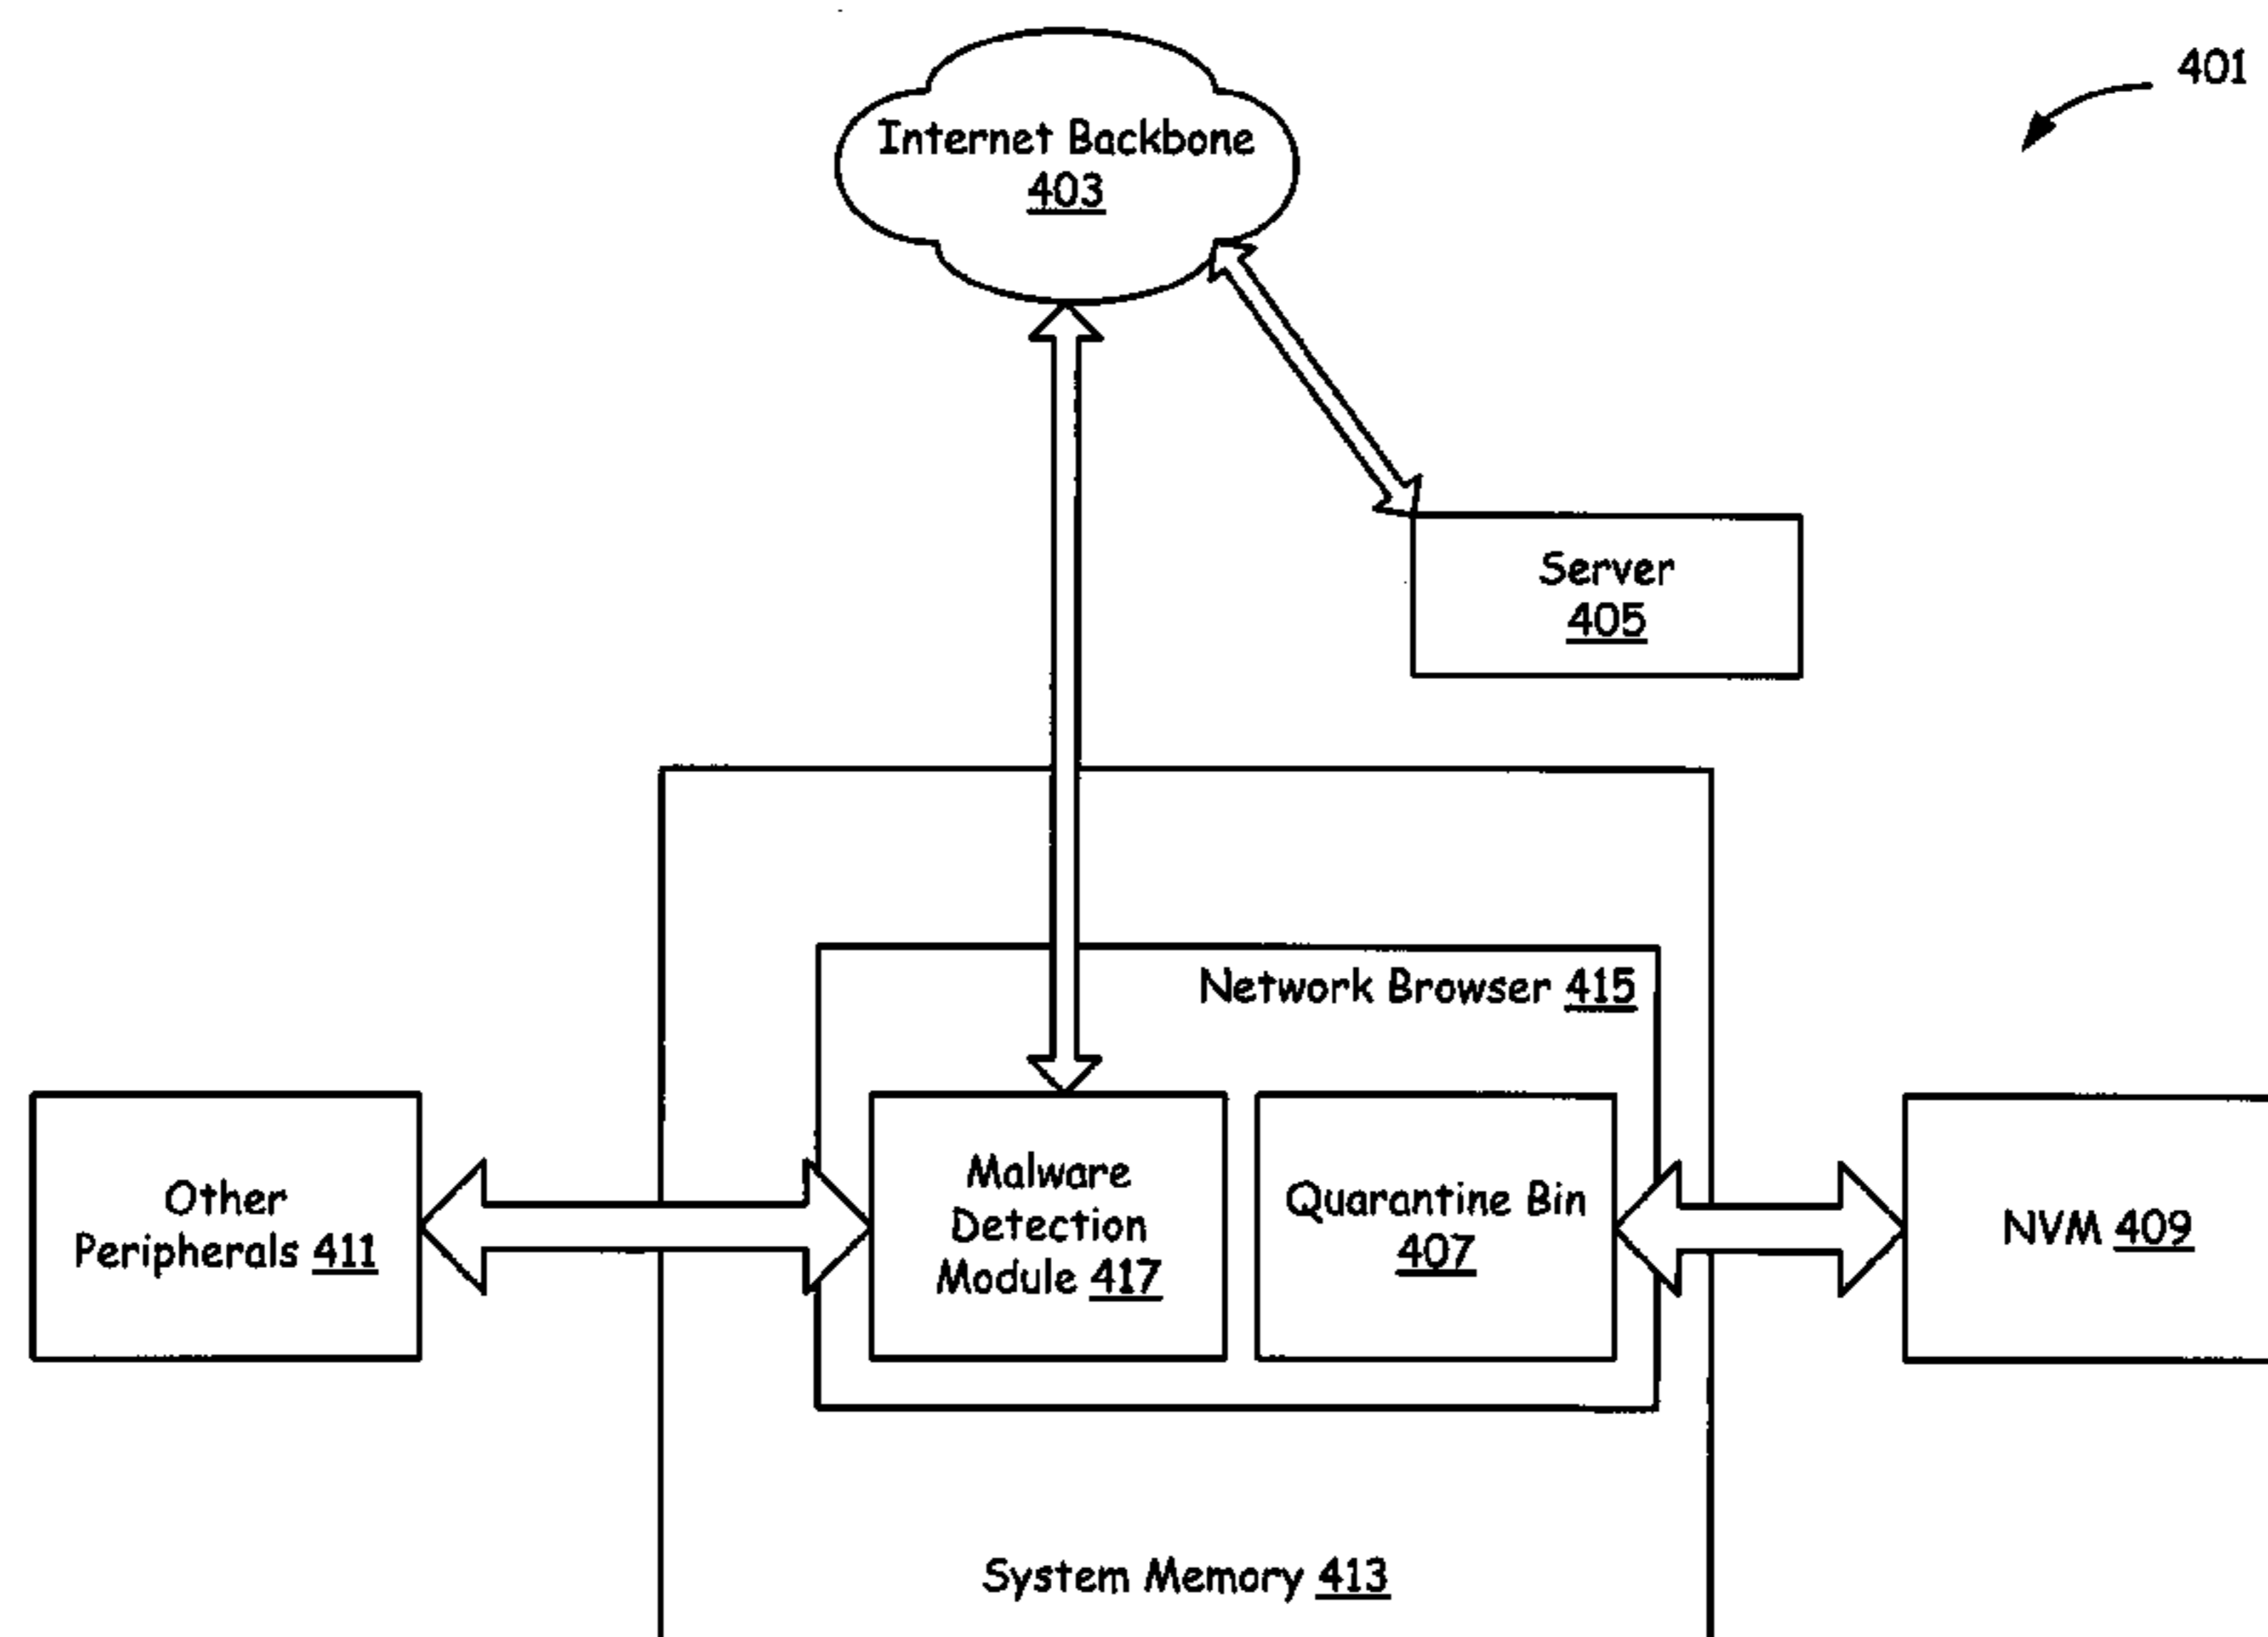 401
Internet Backbone
403
Server
405
Network Browser 415
Other
Peripherals 411
Malware
Detection
Module 417
Quarantine Bin
407
NVM 409
System Memory 413